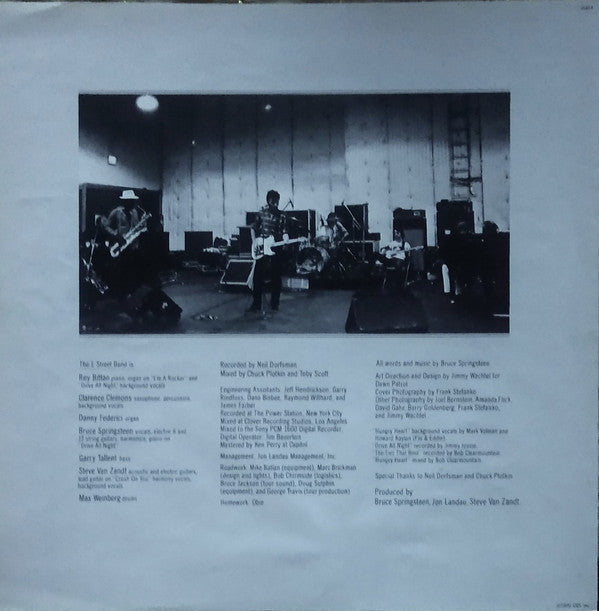 The E Street Band is:
Roy Bittan piano, organ on "I'm A Rocker" and
"Drive All Night", background vocals
Clarence Clemons saxophone, percussion,
background vocals
Danny Federici organ
Bruce Springsteen vocals, electric 6 and
12 string guitars, harmonica, piano on
"Drive All Night"
Garry Tallent bass
Steve Van Zandt acoustic and electric guitars,
lead guitar on "Crush On You" harmony vocals,
background vocals
Max Weinberg drums
Recorded by Neil Dorfsman
Mixed by Chuck Plotkin and Toby Scott
Engineering Assistants: Jeff Hendrickson, Garry
Rindfuss, Dana Bisbee, Raymond Willhard, and
James Farber
Recorded at The Power Station, New York City
Mixed at Clover Recording Studios, Los Angeles
Mixed to the Sony PCM 1600 Digital Recorder,
Digital Operator: Jim Bauerlein
Mastered by Ken Perry at Capitol
Management: Jon Landau Management, Inc.
Roadwork: Mike Batlan (equipment), Marc Brickman
(design and lights), Bob Chirmside (logistics),
Bruce Jackson (tour sound), Doug Sutphin
(equipment), and George Travis (tour production)
Homework: Obie
All words and music by Bruce Springsteen
Art Direction and Design by Jimmy Wachtel for
Dawn Patrol
Cover Photography by Frank Stefanko
Other Photography by Joel Bernstein, Amanda Flick,
David Gahr, Barry Goldenberg, Frank Stefanko,
and Jimmy Wachtel
"Hungry Heart" background vocals by Mark Volman and
Howard Kaylan (Flo & Eddie)
"Drive All Night" recorded by Jimmy Iovine
"The Ties That Bind" recorded by Bob Clearmountain
"Hungry Heart" mixed by Bob Clearmountain
Special Thanks to Neil Dorfsman and Chuck Plotkin
Produced by
Bruce Springsteen, Jon Landau, Steve Van Zandt